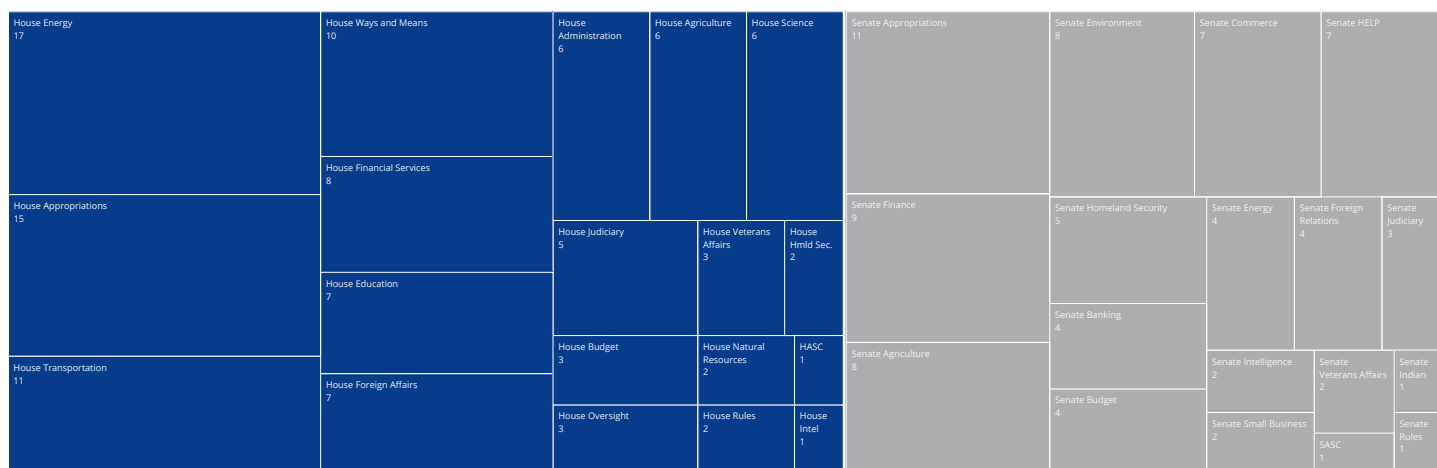 House Energy
17
House Appropriations
15
House Transportation
11
House Ways and Means
10
House Financial Services
8
House Education
7
House Foreign Affairs
7
House
Administration
6
House Agriculture
6
House Science
6
House Judiciary
5
House Veterans
Affairs
3
House
Hmld Sec.
2
House Budget
3
House Natural
Resources
2
HASC
1
House Oversight
3
House Rules
2
House
Intel
1
Senate Appropriations
11
Senate Finance
9
Senate Agriculture
8
Senate Environment
8
Senate Commerce
7
Senate HELP
7
Senate Homeland Security
5
Senate Banking
4
Senate Budget
4
Senate Energy
4
Senate Foreign
Relations
4
Senate
Judiciary
3
Senate Intelligence
2
Senate Small Business
2
Senate
Veterans Affairs
2
SASC
1
Senate
Indian
1
Senate
Rules
1